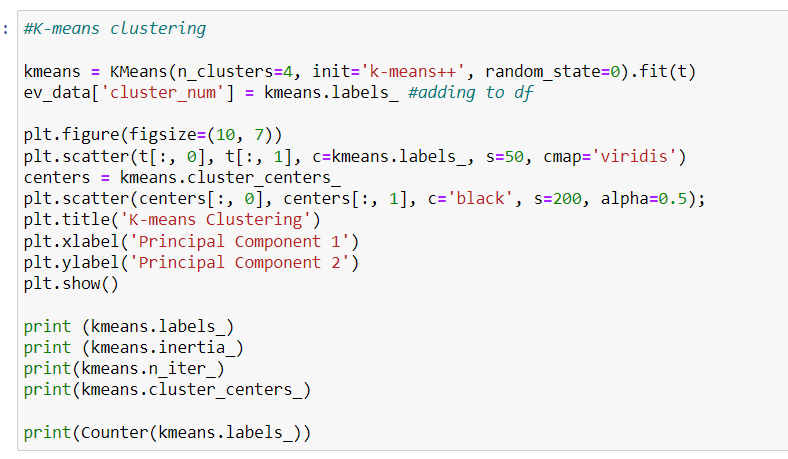 :
#K-means clustering
kmeans = KMeans(n_clusters=4, init='k-means++', random_state=0).fit(t)
ev_data['cluster_num'] = kmeans.labels_ #adding to df
plt.figure(figsize=(10, 7))
plt.scatter(t[:, 0], t[:, 1], c=kmeans.labels_, s=50, cmap='viridis')
centers = kmeans.cluster_centers_
plt.scatter(centers[:, 0], centers[:, 1], c='black', s=200, alpha=0.5);
plt.title('K-means Clustering')
plt.xlabel('Principal Component 1')
plt.ylabel('Principal Component 2')
plt.show()
print (kmeans.labels_)
print (kmeans.inertia_)
print(kmeans.n_iter_)
print(kmeans.cluster_centers_)
print(Counter(kmeans.labels_))